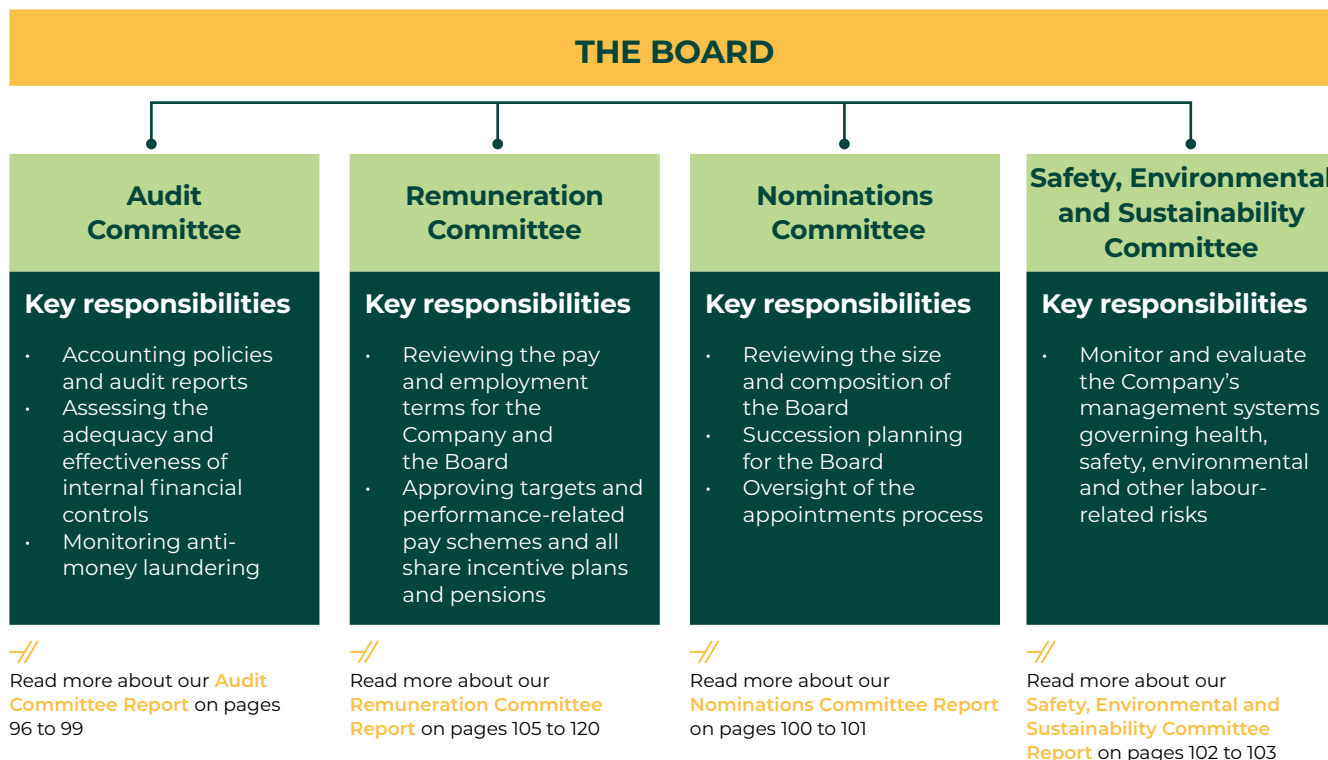 THE BOARD
Audit
Committee
Key responsibilities
• Accounting policies
and audit reports
• Assessing the
adequacy and
effectiveness of
internal financial
controls
• Monitoring anti-
money laundering
Read more about our Audit
Committee Report on pages
96 to 99
Remuneration
Committee
Key responsibilities
• Reviewing the pay
and employment
terms for the
Company and
the Board
• Approving targets and
performance-related
pay schemes and all
share incentive plans
and pensions
Read more about our
Remuneration Committee
Report on pages 105 to 120
Nominations
Committee
Key responsibilities
• Reviewing the size
and composition of
the Board
• Succession planning
for the Board
• Oversight of the
appointments process
Read more about our
Nominations Committee Report
on pages 100 to 101
Safety, Environmental
and Sustainability
Committee
Key responsibilities
• Monitor and evaluate
the Company’s
management systems
governing health,
safety, environmental
and other labour-
related risks
Read more about our
Safety, Environmental and
Sustainability Committee
Report on pages 102 to 103